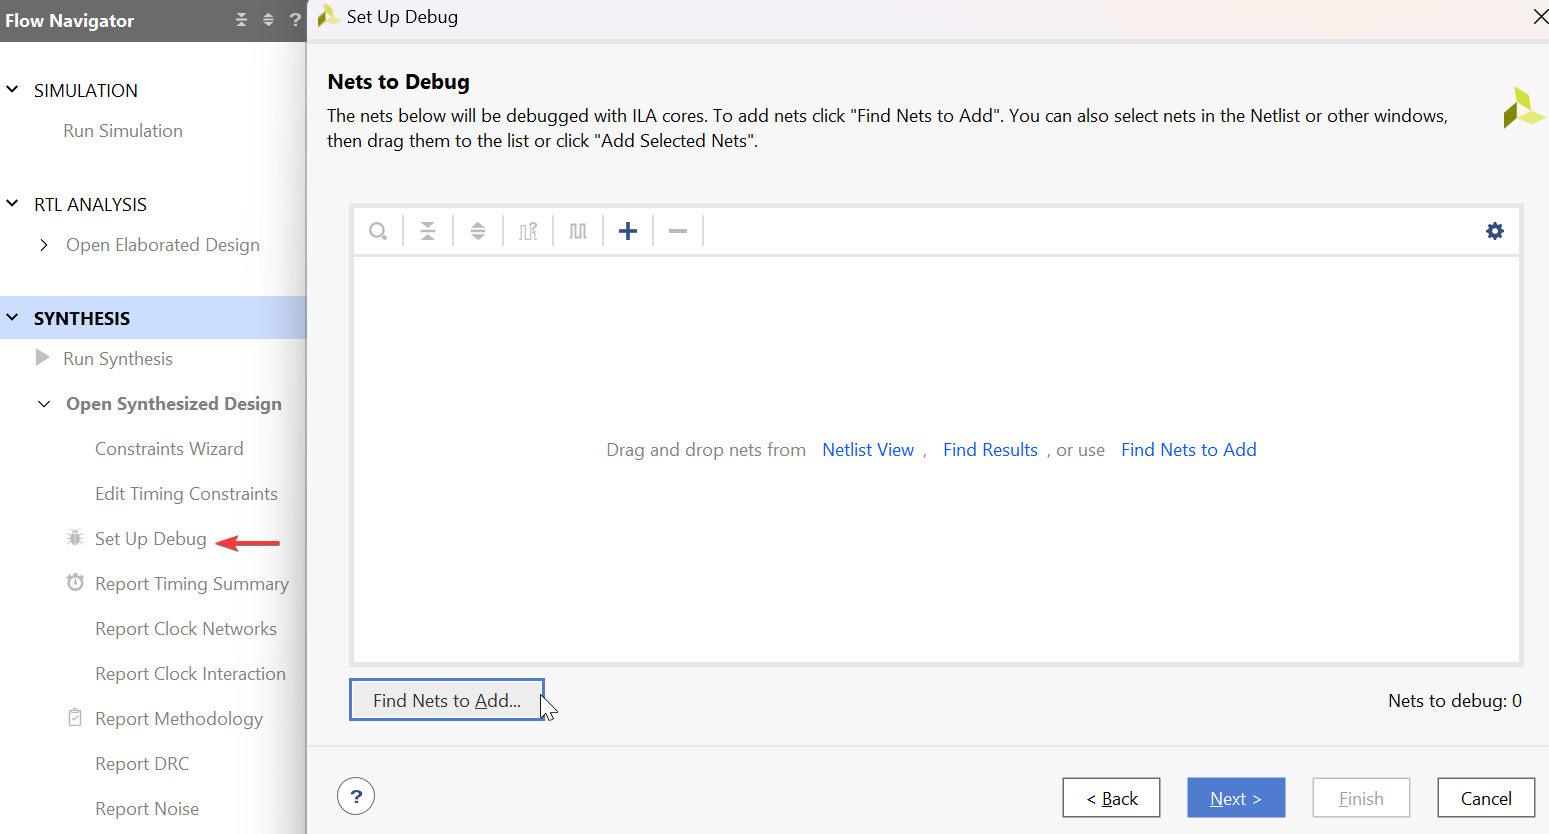 Flow Navigator
?
SIMULATION
Run Simulation
RTL ANALYSIS
Open Elaborated Design
SYNTHESIS
Run Synthesis
Open Synthesized Design
Constraints Wizard
Edit Timing Constraints
Set Up Debug
Report Timing Summary
Report Clock Networks
Report Clock Interaction
Report Methodology
Report DRC
Report Noise
Set Up Debug
Nets to Debug
The nets below will be debugged with ILA cores. To add nets click "Find Nets to Add". You can also select nets in the Netlist or other windows,
then drag them to the list or click "Add Selected Nets".
Drag and drop nets from Netlist View , Find Results , or use Find Nets to Add
Find Nets to Add...
Nets to debug: 0
?
< Back
Next >
Finish
Cancel